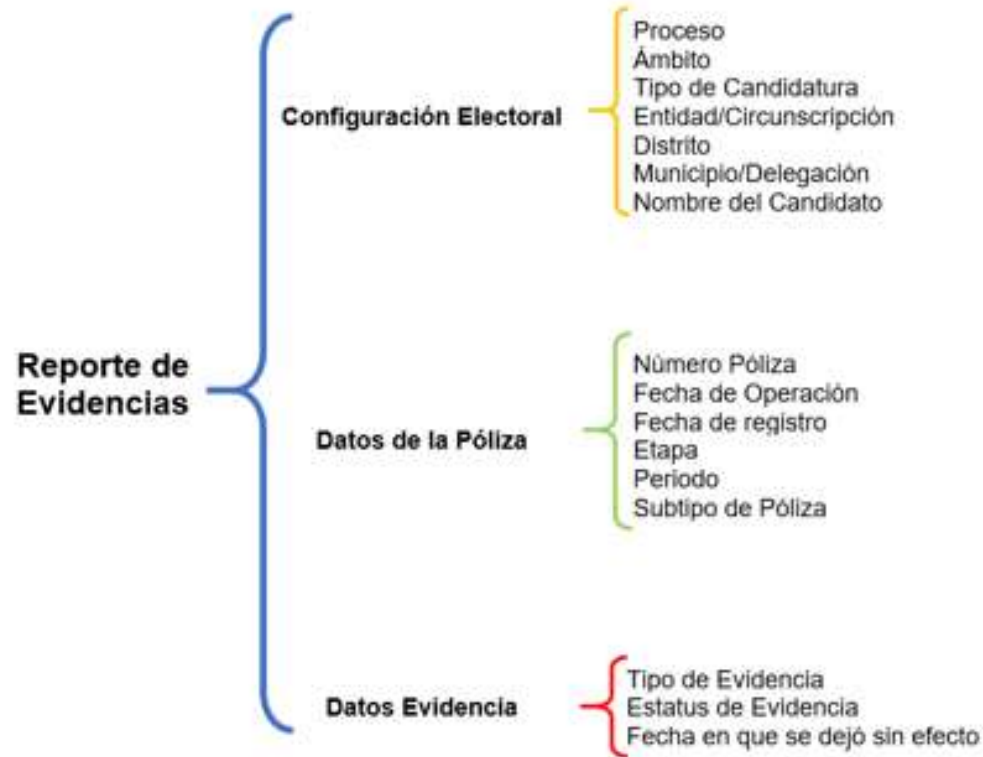 Reporte de
Evidencias
Configuración Electoral
Proceso
Ámbito
Tipo de Candidatura
Entidad/Circunscripción
Distrito
Municipio/Delegación
Nombre del Candidato
Datos de la Póliza
Número Póliza
Fecha de Operación
Fecha de registro
Etapa
Periodo
Subtipo de Póliza
Datos Evidencia
Tipo de Evidencia
Estatus de Evidencia
Fecha en que se dejó sin efecto